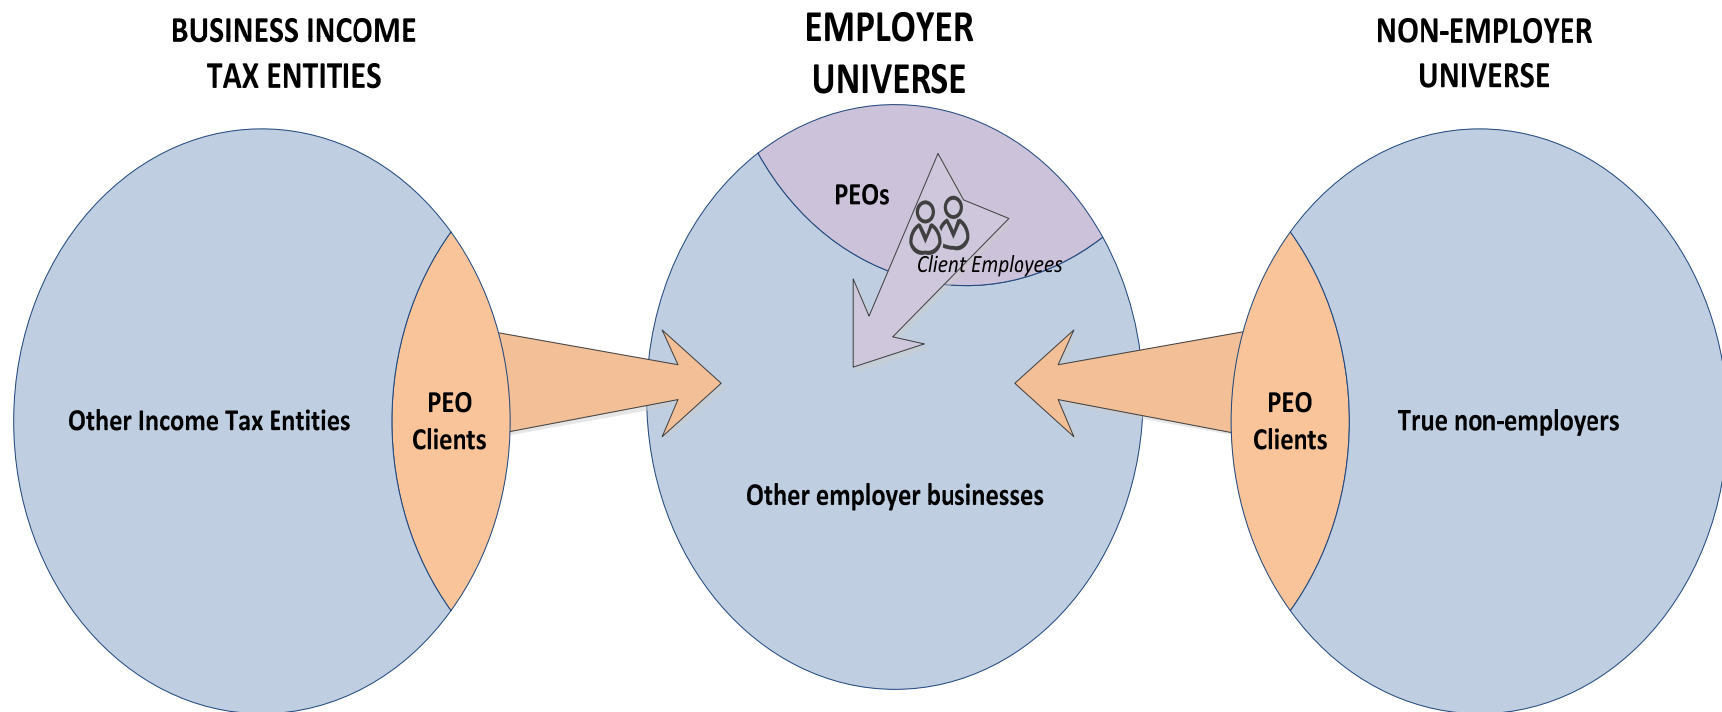 BUSINESS INCOME
TAX ENTITIES
EMPLOYER
UNIVERSE
NON-EMPLOYER
UNIVERSE
PEOs
Client Employees
Other Income Tax Entities
PEO
Clients
Other employer businesses
PEO
Clients
True non-employers